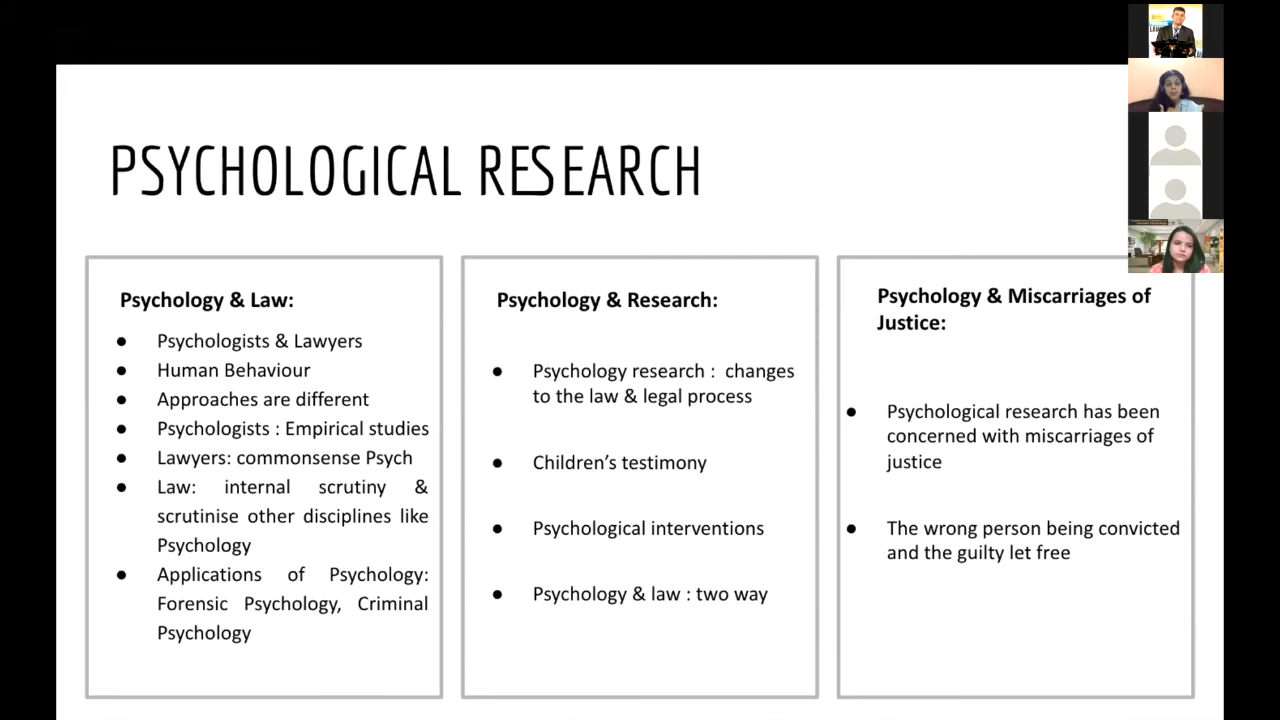 PSYCHOLOGICAL RESEARCH
Psychology & Law:
● Psychologists & Lawyers
● Human Behaviour
● Approaches are different
● Psychologists : Empirical studies
● Lawyers: commonsense Psych
● Law: internal scrutiny &
scrutinise other disciplines like
Psychology
● Applications of Psychology:
Forensic Psychology, Criminal
Psychology
Psychology & Research:
● Psychology research : changes
to the law & legal process
● Children’s testimony
● Psychological interventions
● Psychology & law : two way
Psychology & Miscarriages of
Justice:
● Psychological research has been
concerned with miscarriages of
justice
● The wrong person being convicted
and the guilty let free